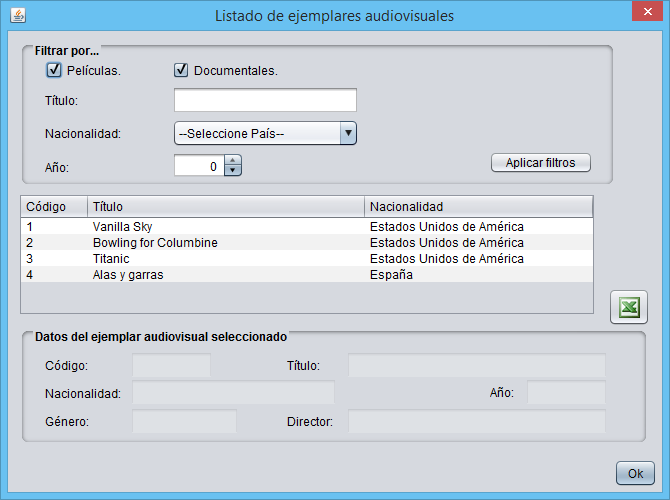 Listado de ejemplares audiovisuales
Filtrar por...
Películas. Documentales.
Título:
Nacionalidad: --Seleccione País--
Año: 0 Aplicar filtros
Código Título Nacionalidad
1 Vanilla Sky Estados Unidos de América
2 Bowling for Columbine Estados Unidos de América
3 Titanic Estados Unidos de América
4 Alas y garras España
Datos del ejemplar audiovisual seleccionado
Código: Título:
Nacionalidad: Año:
Género: Director:
Ok